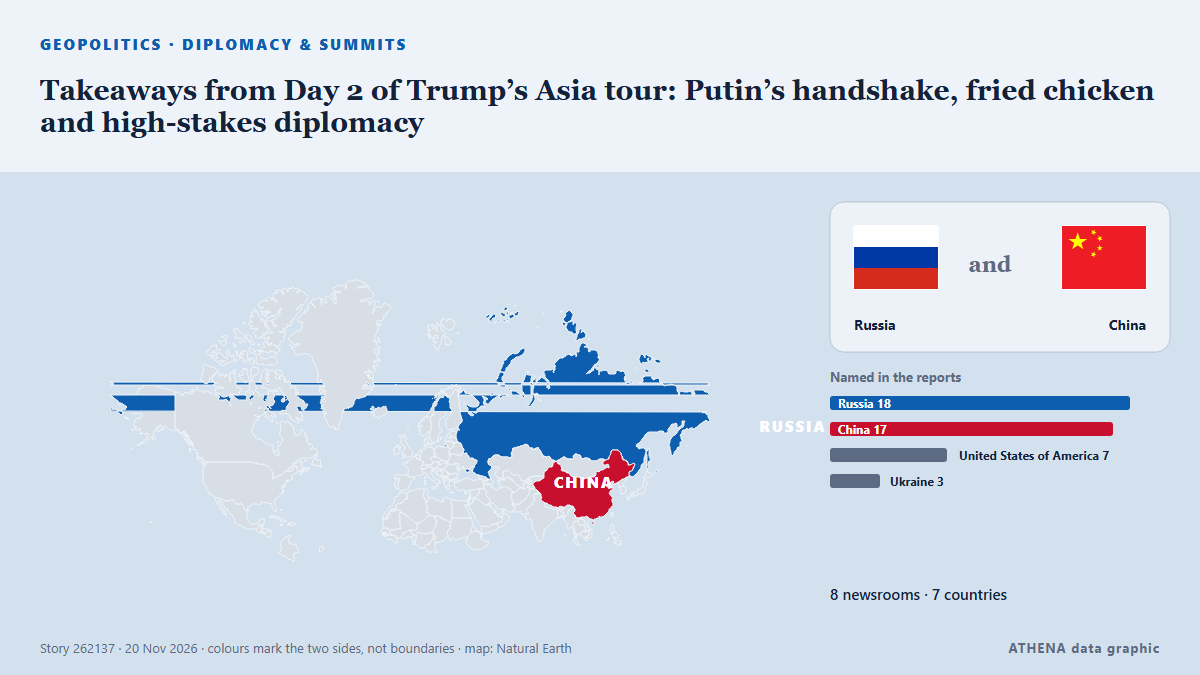 GEOPOLITICS · DIPLOMACY & SUMMITS
Takeaways from Day 2 of Trump’s Asia tour: Putin’s handshake, fried chicken
and high-stakes diplomacy
and
Russia
China
Named in the reports
Russia 18
RUSSIA
China 17
United States of America 7
CHINA
Ukraine 3
8 newsrooms · 7 countries
Story 262137 · 20 Nov 2026 · colours mark the two sides, not boundaries · map: Natural Earth
ATHENA data graphic